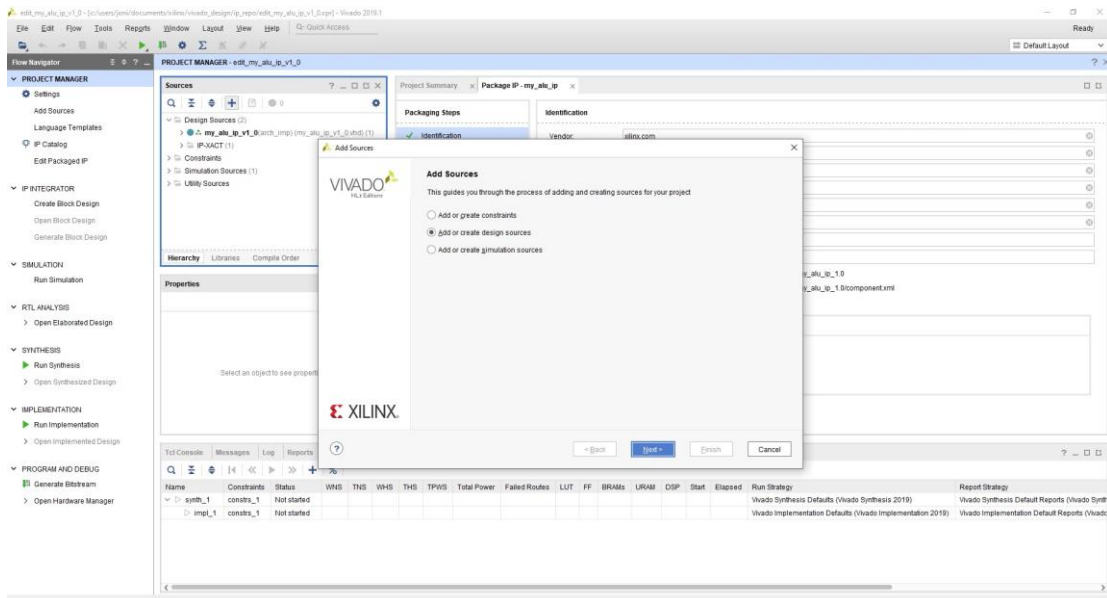 edit_my_alu_ip_v1_0 - [c:/users/jxmi/documents/xilinx/vivado_design/ip_repo/edit_my_alu_ip_v1_0.xpr] - Vivado 2019.1
File Edit Flow Tools Reports Window Layout View Help Q- Quick Access
Ready
Default Layout
Flow Navigator
PROJECT MANAGER - edit_my_alu_ip_v1_0
PROJECT MANAGER
Settings
Add Sources
Language Templates
IP Catalog
Edit Packaged IP
IP INTEGRATOR
Create Block Design
Open Block Design
Generate Block Design
SIMULATION
Run Simulation
RTL ANALYSIS
Open Elaborated Design
SYNTHESIS
Run Synthesis
Open Synthesized Design
IMPLEMENTATION
Run Implementation
Open Implemented Design
PROGRAM AND DEBUG
Generate Bitstream
Open Hardware Manager
Sources
Design Sources (2)
my_alu_ip_v1_0(arch_imp) (my_alu_ip_v1_0.vhd) (1)
IP-XACT (1)
Constraints
Simulation Sources (1)
Utility Sources
Hierarchy Libraries Compile Order
Properties
Select an object to see properti
Project Summary Package IP - my_alu_ip
Packaging Steps
Identification
Identification
Vendor: xilinx.com
y_alu_ip_1.0
y_alu_ip_1.0/component.xml
Add Sources
VIVADO
HLx Editions
Add Sources
This guides you through the process of adding and creating sources for your project
Add or create constraints
Add or create design sources
Add or create simulation sources
XILINX
< Back Next > Finish Cancel
Tcl Console Messages Log Reports
Name Constraints Status WNS TNS WHS THS TPWS Total Power Failed Routes LUT FF BRAMs URAM DSP Start Elapsed Run Strategy Report Strategy
synth_1 constrs_1 Not started Vivado Synthesis Defaults (Vivado Synthesis 2019) Vivado Synthesis Default Reports (Vivado Synth
impl_1 constrs_1 Not started Vivado Implementation Defaults (Vivado Implementation 2019) Vivado Implementation Default Reports (Vivado